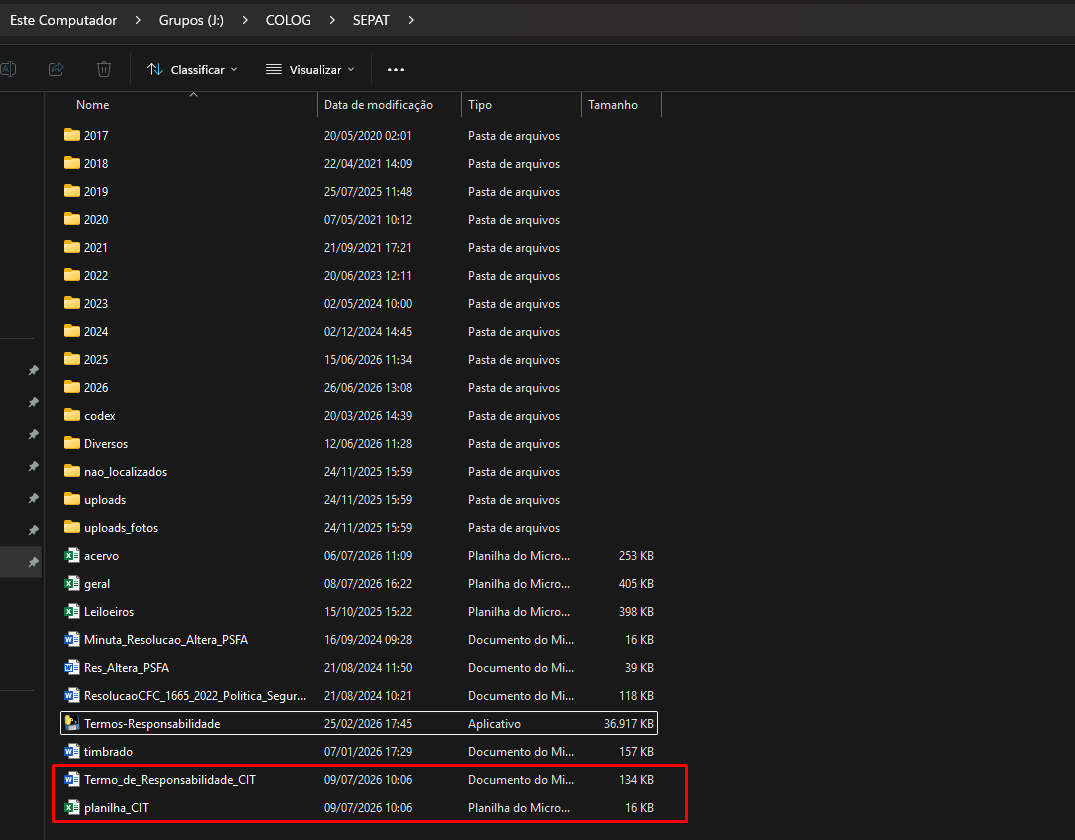 Este Computador > Grupos (J:) > COLOG > SEPAT >
Classificar Visualizar ...
Nome Data de modificação Tipo Tamanho
2017 20/05/2020 02:01 Pasta de arquivos
2018 22/04/2021 14:09 Pasta de arquivos
2019 25/07/2025 11:48 Pasta de arquivos
2020 07/05/2021 10:12 Pasta de arquivos
2021 21/09/2021 17:21 Pasta de arquivos
2022 20/06/2023 12:11 Pasta de arquivos
2023 02/05/2024 10:00 Pasta de arquivos
2024 02/12/2024 14:45 Pasta de arquivos
2025 15/06/2026 11:34 Pasta de arquivos
2026 26/06/2026 13:08 Pasta de arquivos
codex 20/03/2026 14:39 Pasta de arquivos
Diversos 12/06/2026 11:28 Pasta de arquivos
nao_localizados 24/11/2025 15:59 Pasta de arquivos
uploads 24/11/2025 15:59 Pasta de arquivos
uploads_fotos 24/11/2025 15:59 Pasta de arquivos
acervo 06/07/2026 11:09 Planilha do Micro... 253 KB
geral 08/07/2026 16:22 Planilha do Micro... 405 KB
Leiloeiros 15/10/2025 15:22 Planilha do Micro... 398 KB
Minuta_Resolucao_Altera_PSFA 16/09/2024 09:28 Documento do Mi... 16 KB
Res_Altera_PSFA 21/08/2024 11:50 Documento do Mi... 39 KB
ResolucaoCFC_1665_2022_Politica_Segur... 21/08/2024 10:21 Documento do Mi... 118 KB
Termos-Responsabilidade 25/02/2026 17:45 Aplicativo 36.917 KB
timbrado 07/01/2026 17:29 Documento do Mi... 157 KB
Termo_de_Responsabilidade_CIT 09/07/2026 10:06 Documento do Mi... 134 KB
planilha_CIT 09/07/2026 10:06 Planilha do Micro... 16 KB